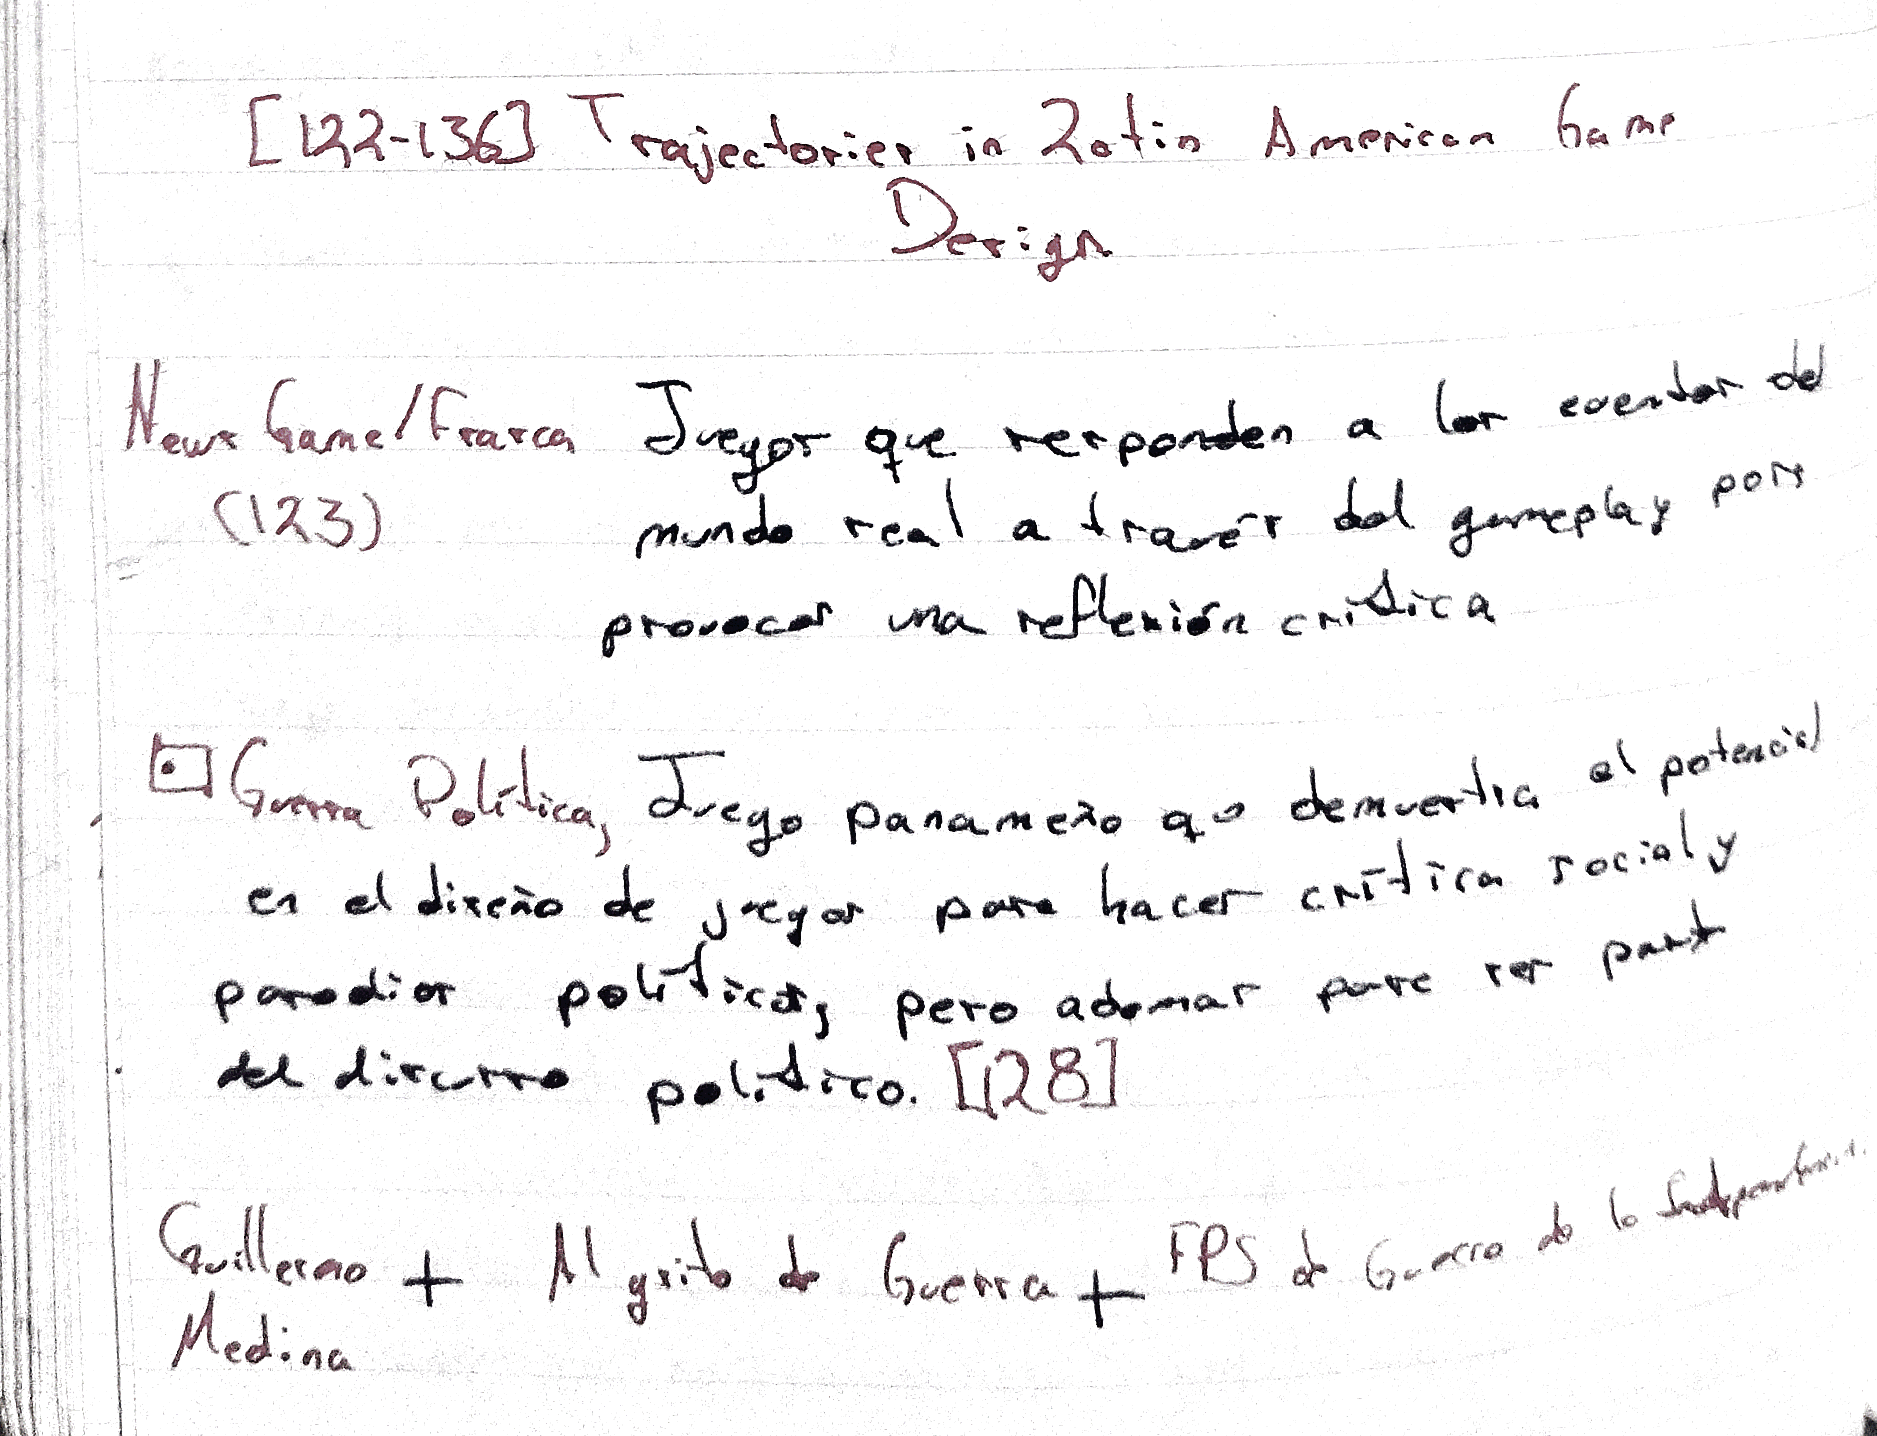 [122-136] Trajectories in Latin American Game
Design
News Game/Frasca Juegos que responden a los eventos del
(123) mundo real a través del gameplay para
provocar una reflexión crítica
Guerra Política, Juego panameño que demuestra el potencial
en el diseño de juegos para hacer crítica social y
parodias políticas, pero ademas para ser parte
del discurso político. [128]
Guillermo + Al grito de Guerra + FPS de Guerra de la Independencia
Medina